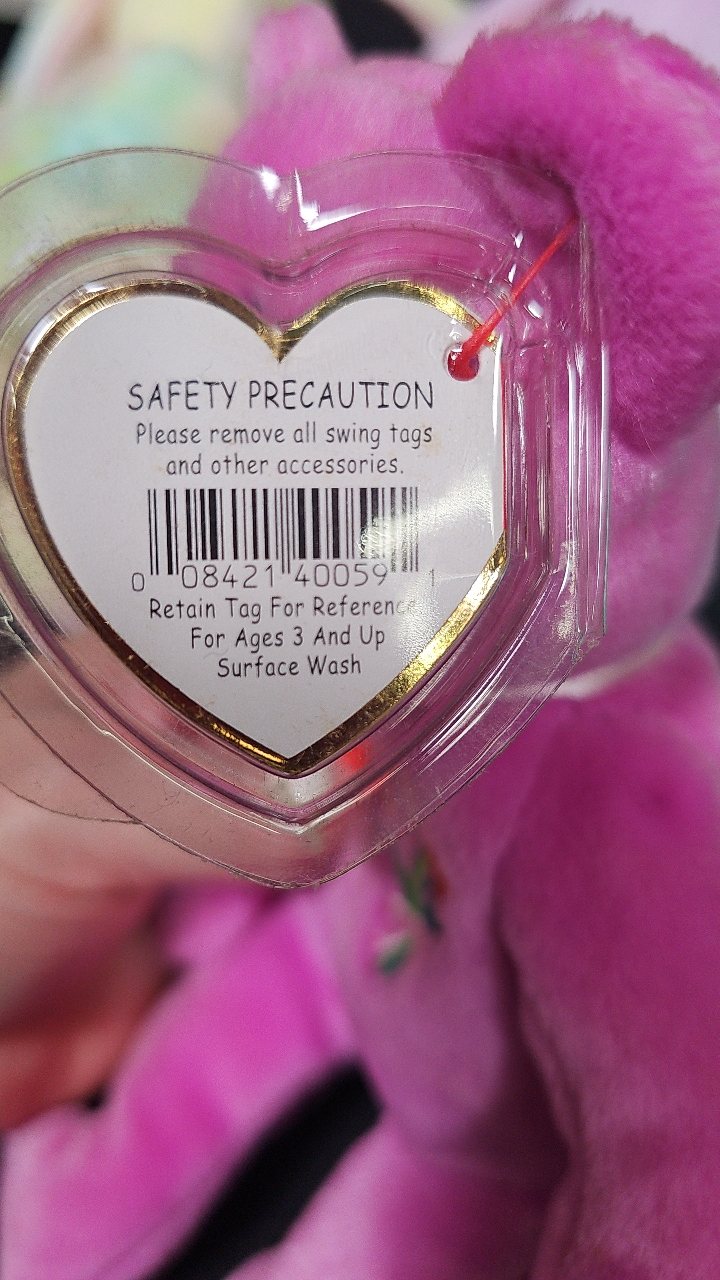 SAFETY PRECAUTION
Please remove all swing tags
and other accessories.
0 08421 40059 1
Retain Tag For Reference
For Ages 3 And Up
Surface Wash